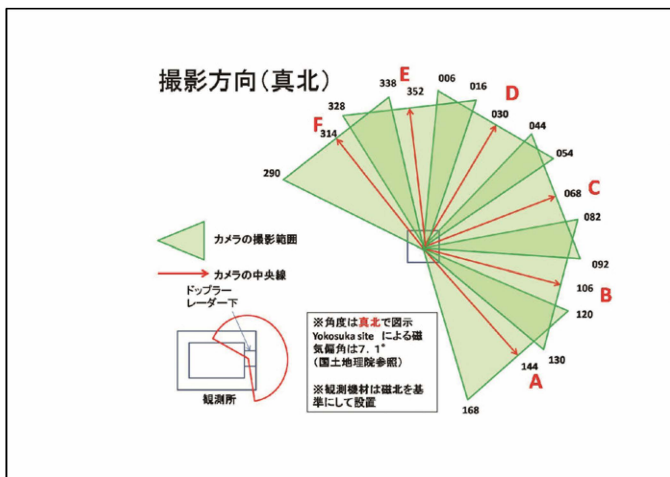 撮影方向(真北)
E
006
338
352
016
D
328
030
F
314
044
054
290
068
C
082
092
106
B
120
130
144
A
168
カメラの撮影範囲
カメラの中央線
ドップラー
レーダー下
観測所
※角度は真北で図示
Yokosuka site による磁
気偏角は7.1°
(国土地理院参照)
※観測機材は磁北を基
準にして設置